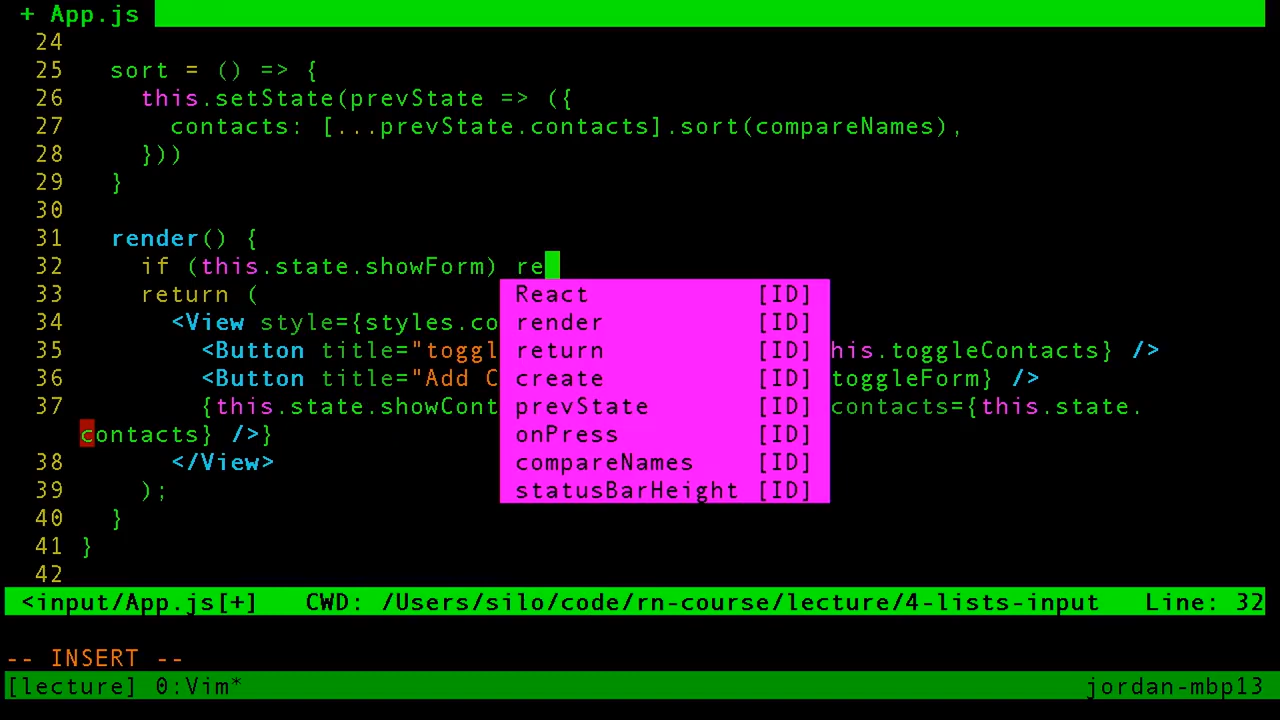 + App.js
24
25 sort = () => {
26 this.setState(prevState => ({
27 contacts: [...prevState.contacts].sort(compareNames),
28 }))
29 }
30
31 render() {
32 if (this.state.showForm) re
33 return ( React [ID]
34 <View style={styles.co render [ID]
35 <Button title="toggl return [ID] his.toggleContacts} />
36 <Button title="Add C create [ID] toggleForm} />
37 {this.state.showCont prevState [ID] contacts={this.state.
contacts} />} onPress [ID]
38 </View> compareNames [ID]
39 ); statusBarHeight [ID]
40 }
41 }
42
<input/App.js[+] CWD: /Users/silo/code/rn-course/lecture/4-lists-input Line: 32
-- INSERT --
[lecture] 0:Vim* jordan-mbp13